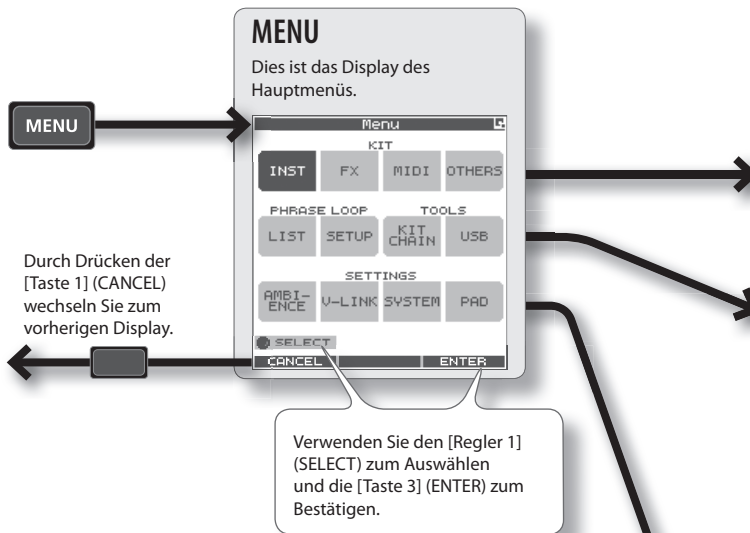 MENU
Dies ist das Display des
Hauptmenüs.
MENU
Menu
KIT
INST FX MIDI OTHERS
PHRASE LOOP TOOLS
LIST SETUP KIT CHAIN USB
SETTINGS
AMBI-ENCE V-LINK SYSTEM PAD
SELECT
CANCEL ENTER
Durch Drücken der
[Taste 1] (CANCEL)
wechseln Sie zum
vorherigen Display.
Verwenden Sie den [Regler 1]
(SELECT) zum Auswählen
und die [Taste 3] (ENTER) zum
Bestätigen.